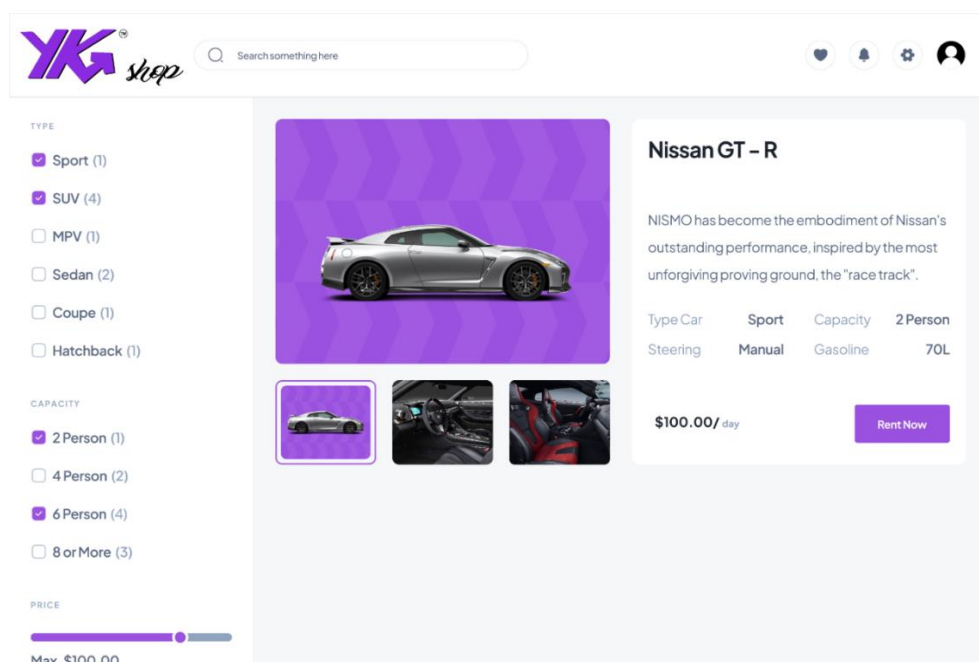 YKG TM
shop
Search something here
TYPE
Sport (1)
SUV (4)
MPV (1)
Sedan (2)
Coupe (1)
Hatchback (1)
CAPACITY
2 Person (1)
4 Person (2)
6 Person (4)
8 or More (3)
PRICE
Max. $100.00
Nissan GT – R
NISMO has become the embodiment of Nissan's
outstanding performance, inspired by the most
unforgiving proving ground, the "race track".
Type Car Sport Capacity 2 Person
Steering Manual Gasoline 70L
$100.00/ day
Rent Now